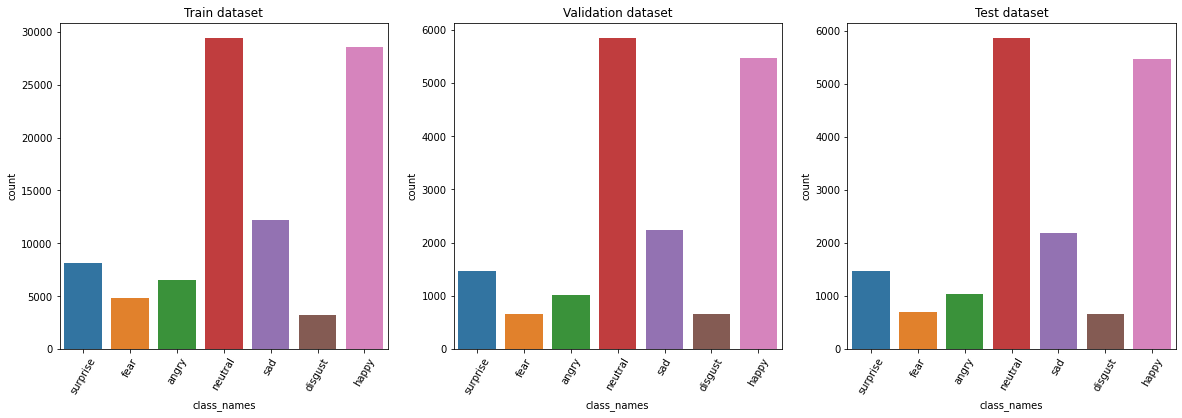 Train dataset
30000
25000
20000
15000
10000
5000
0
count
surprise
fear
angry
neutral
sad
disgust
happy
class_names
Validation dataset
6000
5000
4000
3000
2000
1000
0
count
surprise
fear
angry
neutral
sad
disgust
happy
class_names
Test dataset
6000
5000
4000
3000
2000
1000
0
count
surprise
fear
angry
neutral
sad
disgust
happy
class_names